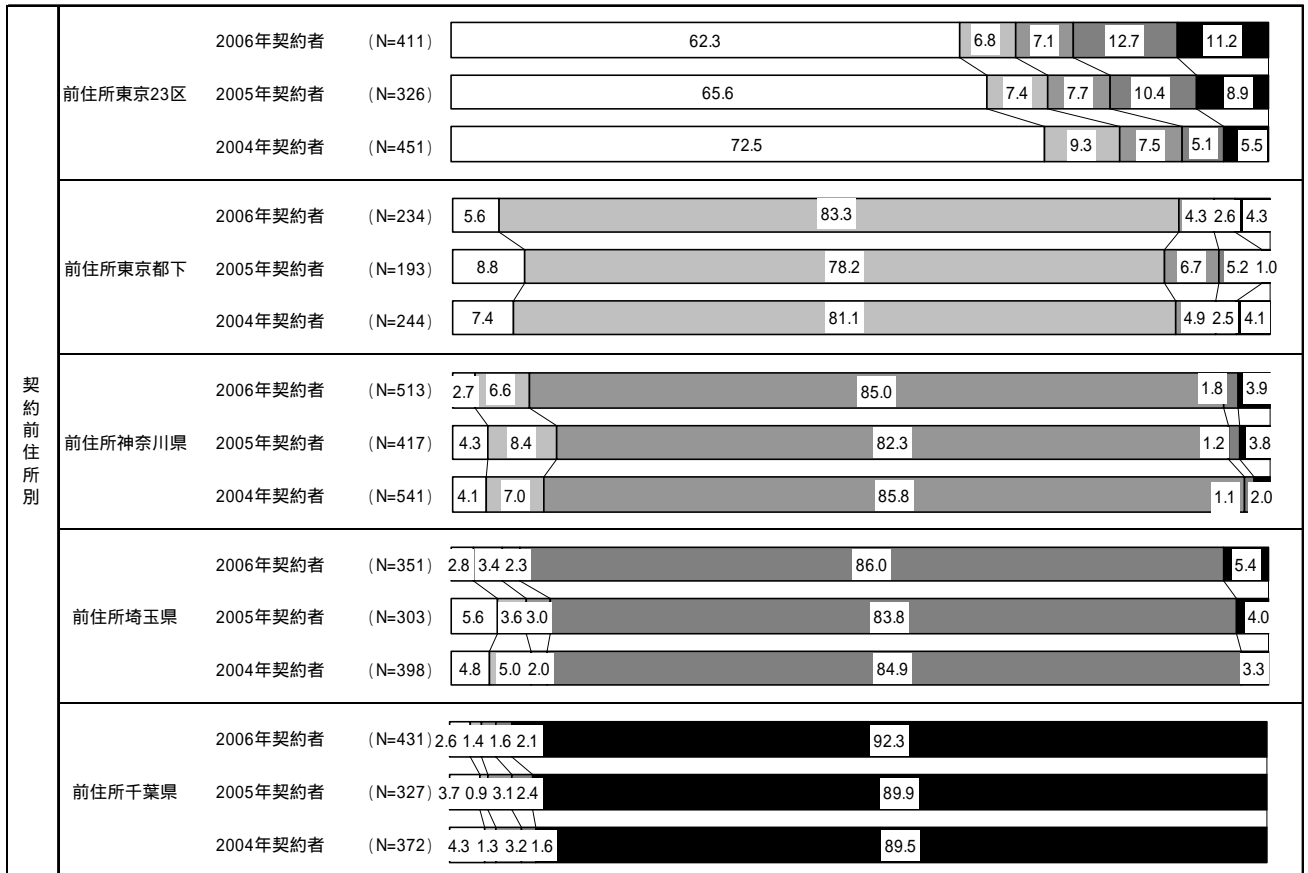 契約前住所別
前住所東京23区
2006年契約者 (N=411) 62.3 6.8 7.1 12.7 11.2
2005年契約者 (N=326) 65.6 7.4 7.7 10.4 8.9
2004年契約者 (N=451) 72.5 9.3 7.5 5.1 5.5
前住所東京都下
2006年契約者 (N=234) 5.6 83.3 4.3 2.6 4.3
2005年契約者 (N=193) 8.8 78.2 6.7 5.2 1.0
2004年契約者 (N=244) 7.4 81.1 4.9 2.5 4.1
前住所神奈川県
2006年契約者 (N=513) 2.7 6.6 85.0 1.8 3.9
2005年契約者 (N=417) 4.3 8.4 82.3 1.2 3.8
2004年契約者 (N=541) 4.1 7.0 85.8 1.1 2.0
前住所埼玉県
2006年契約者 (N=351) 2.8 3.4 2.3 86.0 5.4
2005年契約者 (N=303) 5.6 3.6 3.0 83.8 4.0
2004年契約者 (N=398) 4.8 5.0 2.0 84.9 3.3
前住所千葉県
2006年契約者 (N=431) 2.6 1.4 1.6 2.1 92.3
2005年契約者 (N=327) 3.7 0.9 3.1 2.4 89.9
2004年契約者 (N=372) 4.3 1.3 3.2 1.6 89.5